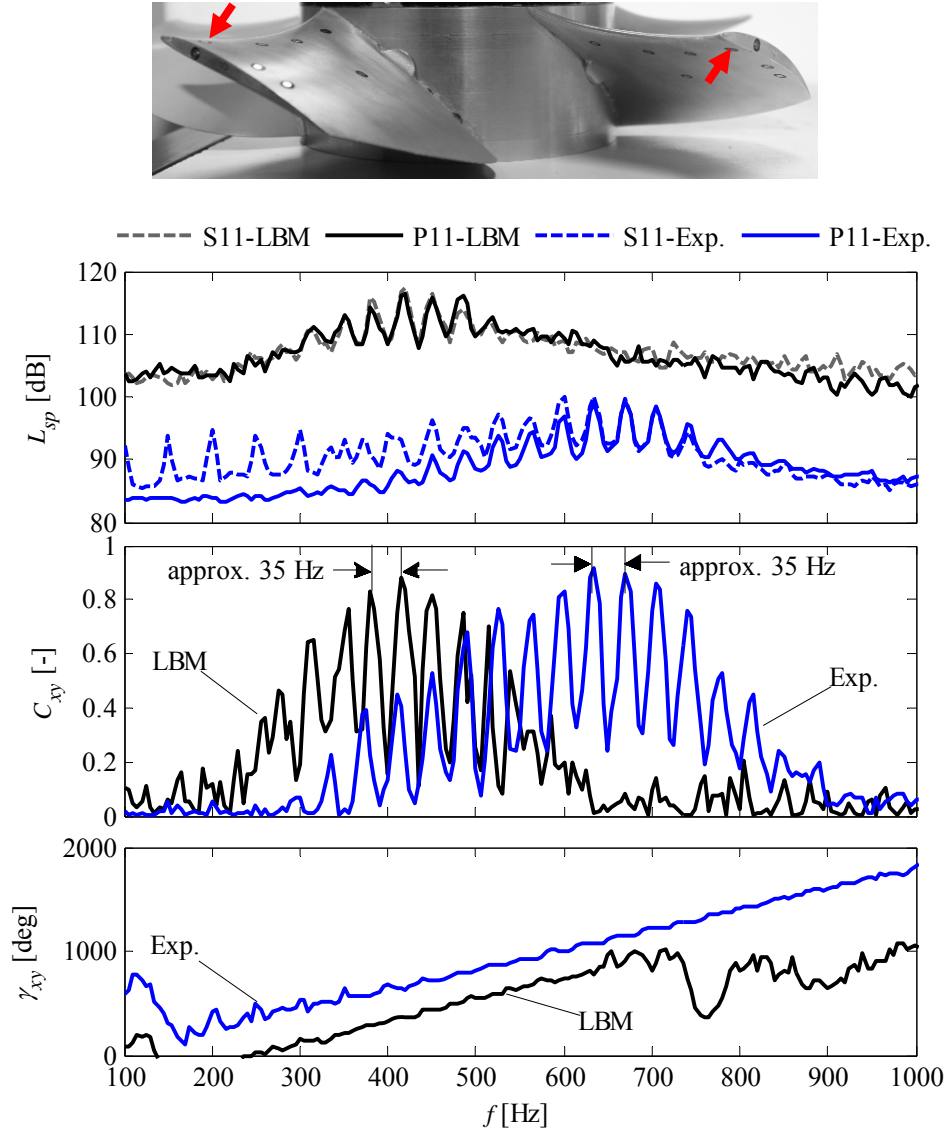 S11-LBM P11-LBM S11-Exp. P11-Exp.
120
110
100
90
80
L_sp [dB]
1
0.8
0.6
0.4
0.2
0
C_xy [-]
approx. 35 Hz
approx. 35 Hz
LBM
Exp.
2000
1000
0
γ_xy [deg]
Exp.
LBM
100 200 300 400 500 600 700 800 900 1000
f [Hz]